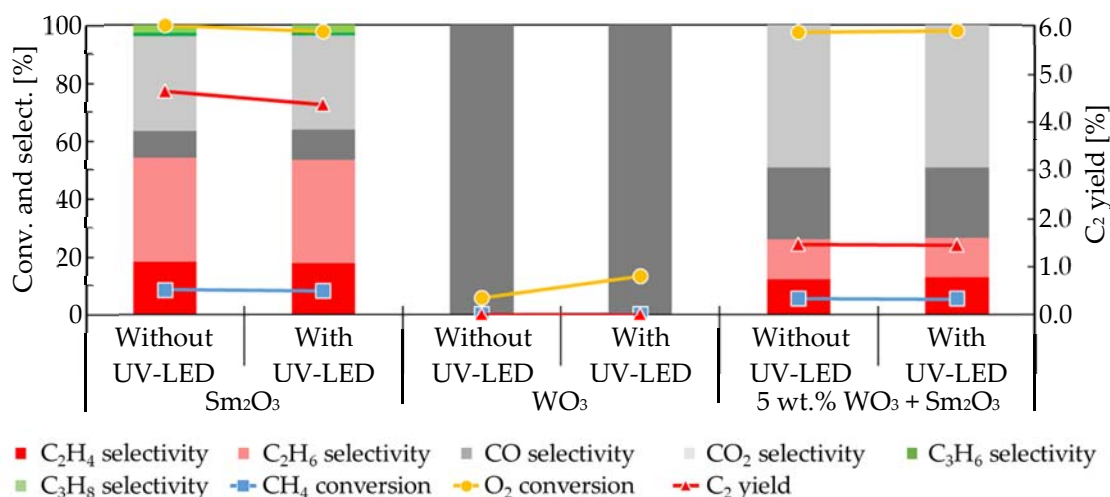 Conv. and select. [%]
100
80
60
40
20
0
6.0
5.0
4.0
3.0
2.0
1.0
0.0
C₂ yield [%]
Without UV-LED
With UV-LED
Without UV-LED
With UV-LED
Without UV-LED
With UV-LED
Sm₂O₃
WO₃
5 wt.% WO₃ + Sm₂O₃
C₂H₄ selectivity
C₂H₆ selectivity
CO selectivity
CO₂ selectivity
C₃H₆ selectivity
C₃H₈ selectivity
CH₄ conversion
O₂ conversion
C₂ yield